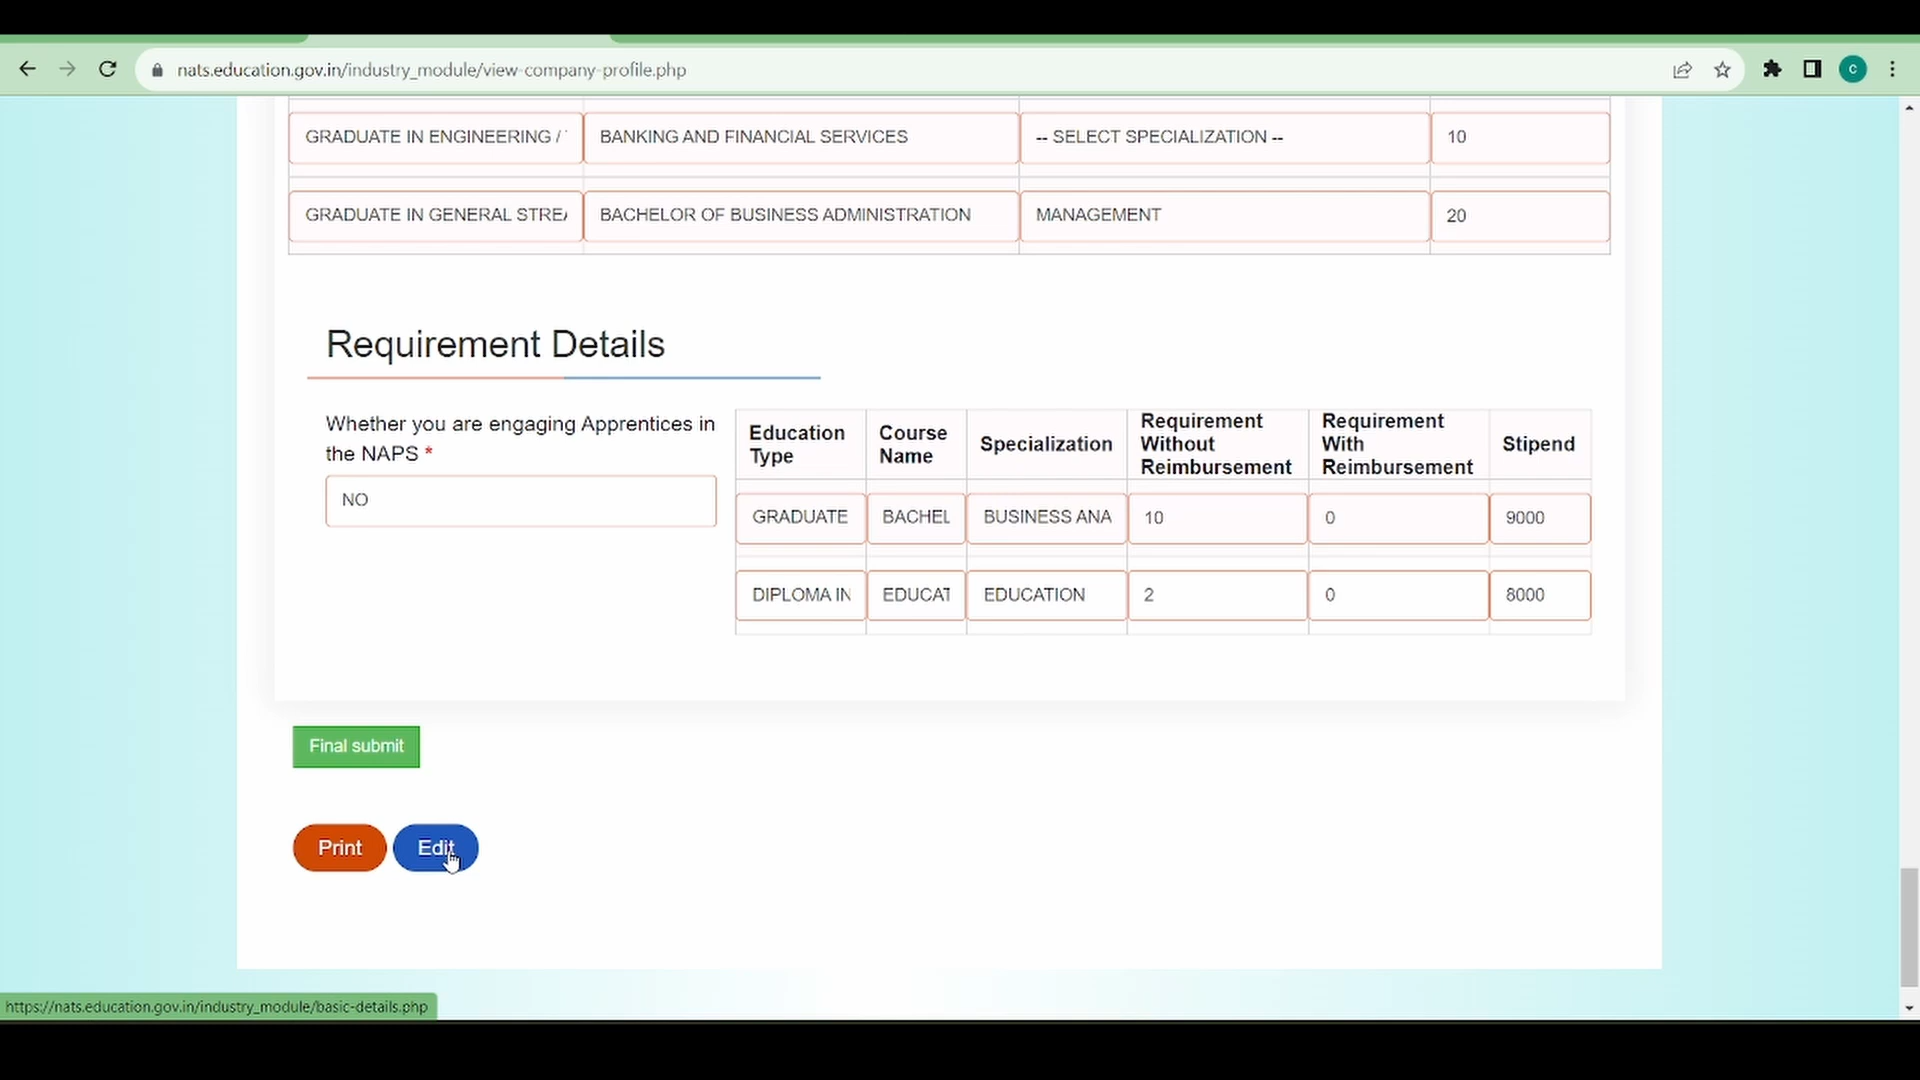 nats.education.gov.in/industry_module/view-company-profile.php
C
GRADUATE IN ENGINEERING / BANKING AND FINANCIAL SERVICES -- SELECT SPECIALIZATION -- 10
GRADUATE IN GENERAL STREA BACHELOR OF BUSINESS ADMINISTRATION MANAGEMENT 20
Requirement Details
Whether you are engaging Apprentices in
the NAPS *
NO
Education
Type
Course
Name
Specialization
Requirement
Without
Reimbursement
Requirement
With
Reimbursement
Stipend
GRADUATE BACHEL BUSINESS ANA 10 0 9000
DIPLOMA IN EDUCAT EDUCATION 2 0 8000
Final submit
Print Edit
https://nats.education.gov.in/industry_module/basic-details.php